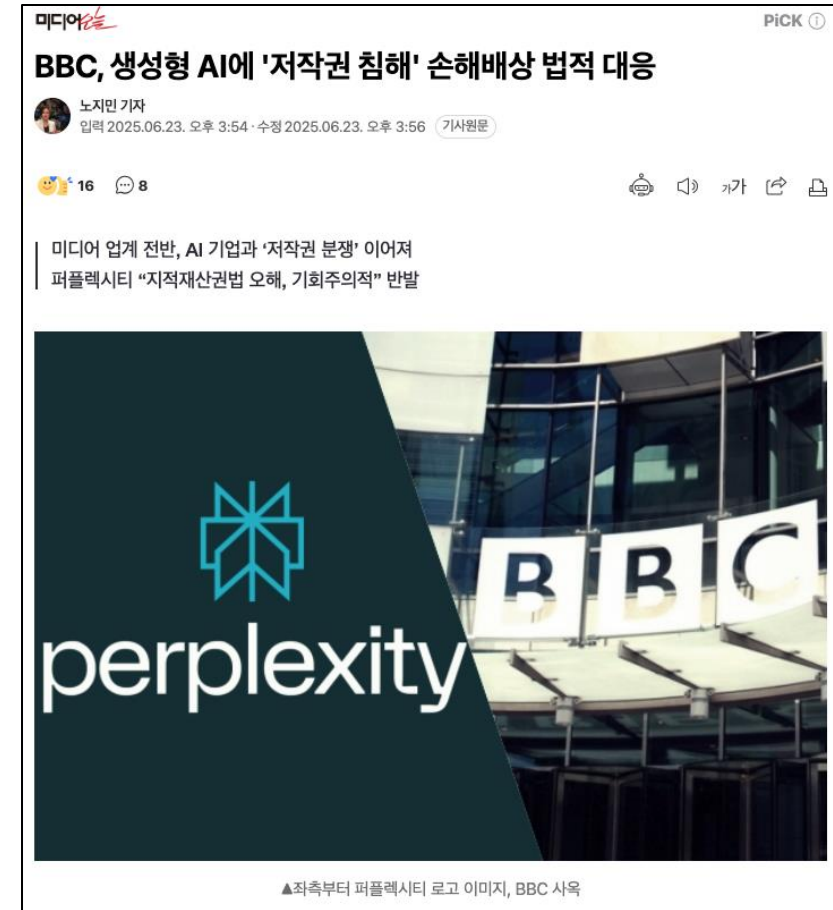 미디어오늘
PiCK
BBC, 생성형 AI에 '저작권 침해' 손해배상 법적 대응
노지민 기자
입력 2025.06.23. 오후 3:54 · 수정 2025.06.23. 오후 3:56 기사원문
16 8 가가
미디어 업계 전반, AI 기업과 ‘저작권 분쟁’ 이어져
퍼플렉시티 “지적재산권법 오해, 기회주의적” 반발
BBC
perplexity
▲좌측부터 퍼플렉시티 로고 이미지, BBC 사옥